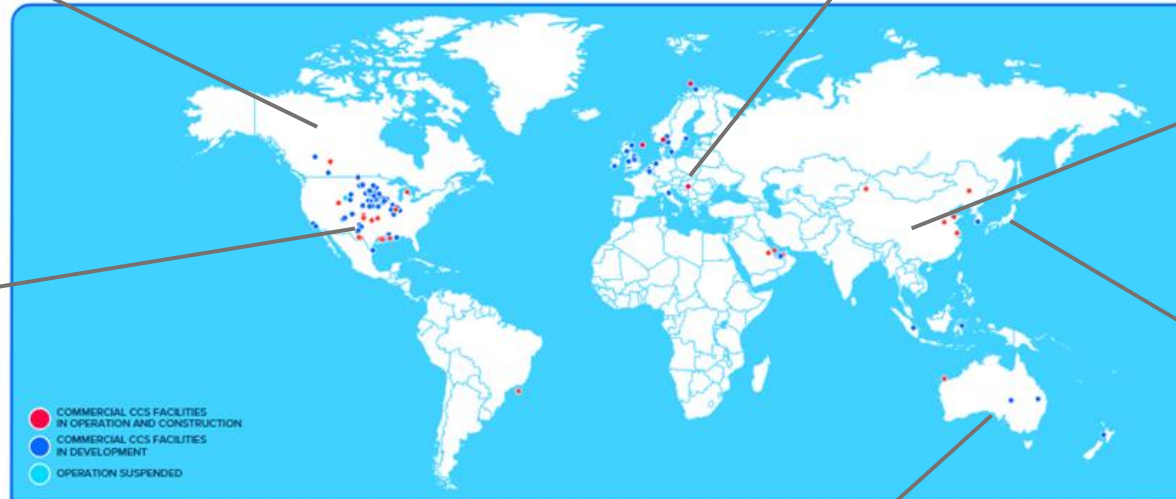 COMMERCIAL CCS FACILITIES
IN OPERATION AND CONSTRUCTION
COMMERCIAL CCS FACILITIES
IN DEVELOPMENT
OPERATION SUSPENDED